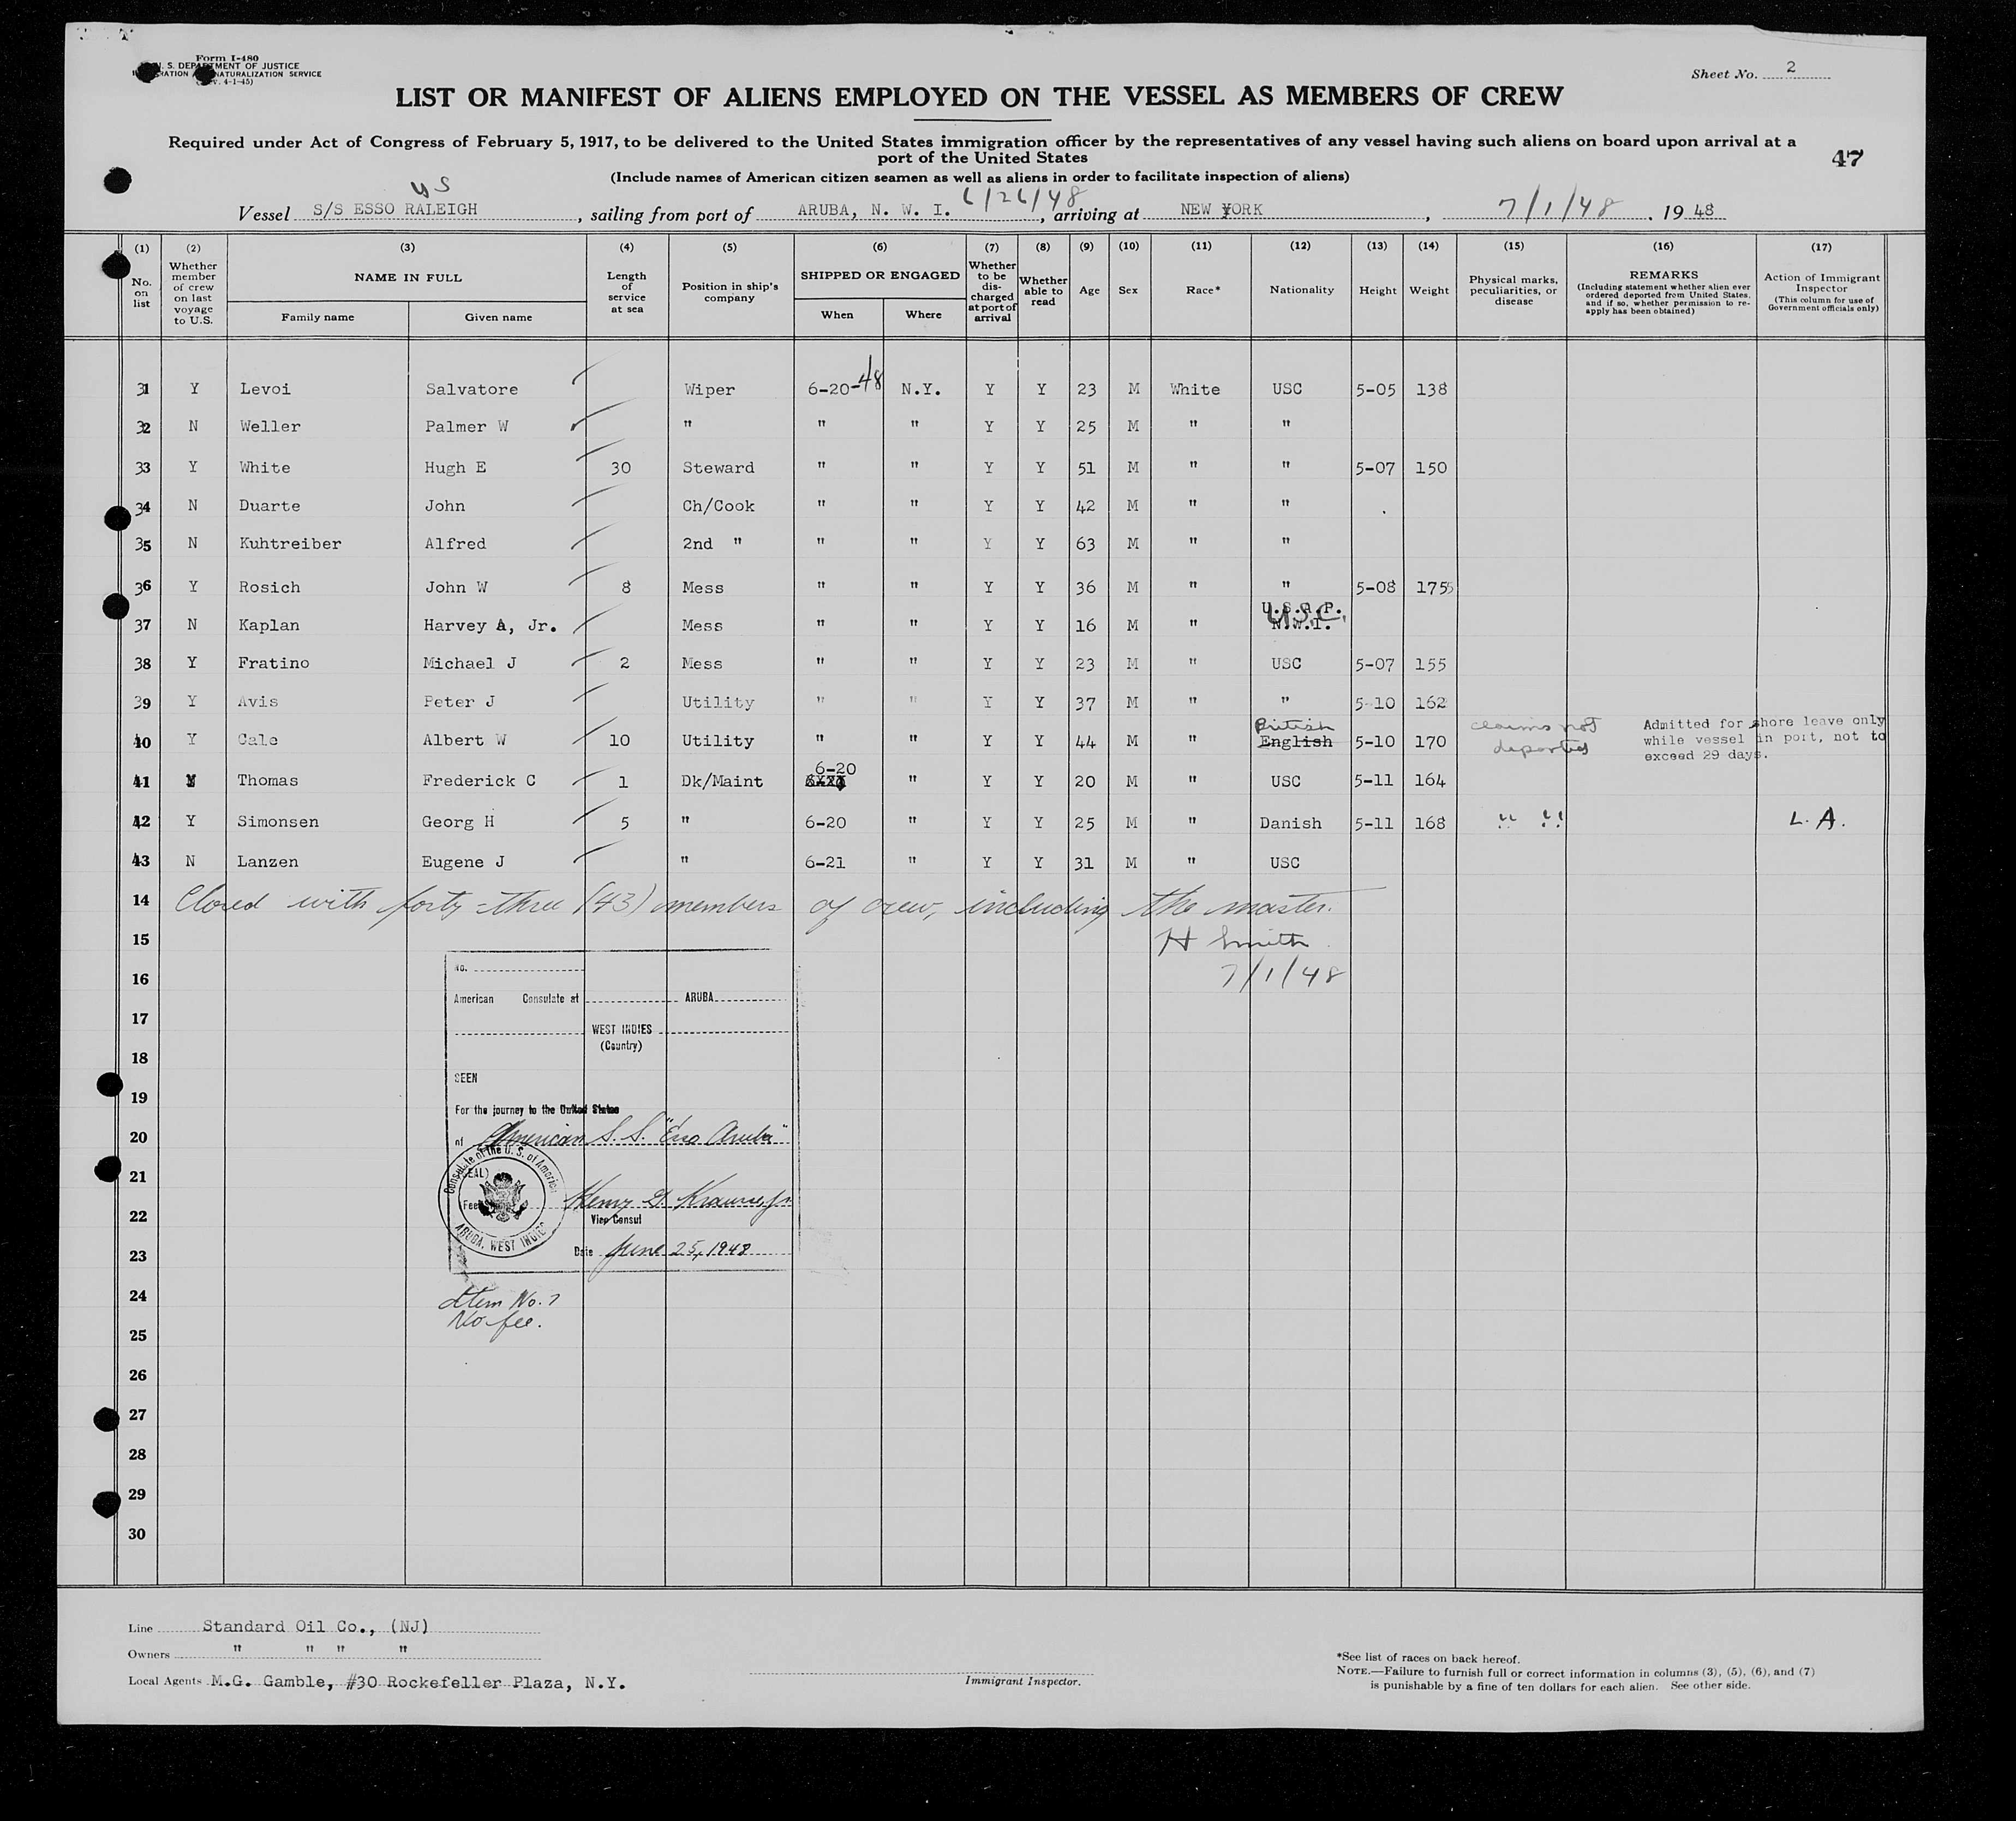 Form I-480
U. S. DEPARTMENT OF JUSTICE
IMMIGRATION AND NATURALIZATION SERVICE
(Rev. 4-1-45)
Sheet No. 2
LIST OR MANIFEST OF ALIENS EMPLOYED ON THE VESSEL AS MEMBERS OF CREW
Required under Act of Congress of February 5, 1917, to be delivered to the United States immigration officer by the representatives of any vessel having such aliens on board upon arrival at a
port of the United States
47
(Include names of American citizen seamen as well as aliens in order to facilitate inspection of aliens)
US
Vessel S/S ESSO RALEIGH, sailing from port of ARUBA, N. W. I. 6/26/48, arriving at NEW YORK, 7/1/48, 1948
(1) (2) (3) (4) (5) (6) (7) (8) (9) (10) (11) (12) (13) (14) (15) (16) (17)
No. on list
Whether member of crew on last voyage to U.S.
NAME IN FULL
Family name
Given name
Length of service at sea
Position in ship's company
SHIPPED OR ENGAGED
When
Where
Whether to be discharged at port of arrival
Whether able to read
Age
Sex
Race*
Nationality
Height
Weight
Physical marks, peculiarities, or disease
REMARKS
(Including statement whether alien ever ordered deported from United States, and if so, whether permission to re-apply has been obtained)
Action of Immigrant Inspector
(This column for use of Government officials only)
31 Y Levoi Salvatore Wiper 6-20-48 N.Y. Y Y 23 M White USC 5-05 138
32 N Weller Palmer W " " " Y Y 25 M " "
33 Y White Hugh E 30 Steward " " Y Y 51 M " " 5-07 150
34 N Duarte John Ch/Cook " " Y Y 42 M " "
35 N Kuhtreiber Alfred 2nd " " " Y Y 63 M " "
36 Y Rosich John W 8 Mess " " Y Y 36 M " " 5-08 175
37 N Kaplan Harvey A, Jr. Mess " " Y Y 16 M " U.S.C.
38 Y Fratino Michael J 2 Mess " " Y Y 23 M " USC 5-07 155
39 Y Avis Peter J Utility " " Y Y 37 M " " 5-10 162
40 Y Cale Albert W 10 Utility " " Y Y 44 M " British English 5-10 170 claims not deported Admitted for shore leave only while vessel in port, not to exceed 29 days.
41 Thomas Frederick C 1 Dk/Maint 6-20 " Y Y 20 M " USC 5-11 164
42 Y Simonsen Georg H 5 " 6-20 " Y Y 25 M " Danish 5-11 168 " " L.A.
43 N Lanzen Eugene J " 6-21 " Y Y 31 M " USC
14 Closed with forty-three (43) members of crew, including the master.
15 H Smith
16 7/1/48
17
18
19
20
21
22
23
24
25
26
27
28
29
30
No.
American Consulate at ARUBA
WEST INDIES
(Country)
SEEN
For the journey to the United States
of American S.S. "Esso Aruba"
Consulate of the U. S. of America
ARUBA, WEST INDIES
(SEAL)
Fee
Henry G. Krausse, Jr.
Vice Consul
Date June 25, 1948
Item No. 7
No fee.
Line Standard Oil Co., (NJ)
Owners " " " "
Local Agents M.G. Gamble, #30 Rockefeller Plaza, N.Y.
Immigrant Inspector.
*See list of races on back hereof.
NOTE.—Failure to furnish full or correct information in columns (3), (5), (6), and (7)
is punishable by a fine of ten dollars for each alien. See other side.